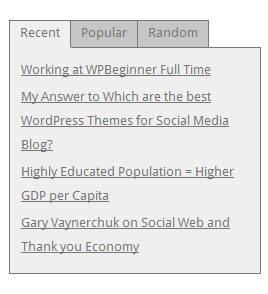 Recent Popular Random
Working at WPBeginner Full Time
My Answer to Which are the best
WordPress Themes for Social Media
Blog?
Highly Educated Population = Higher
GDP per Capita
Gary Vaynerchuk on Social Web and
Thank you Economy